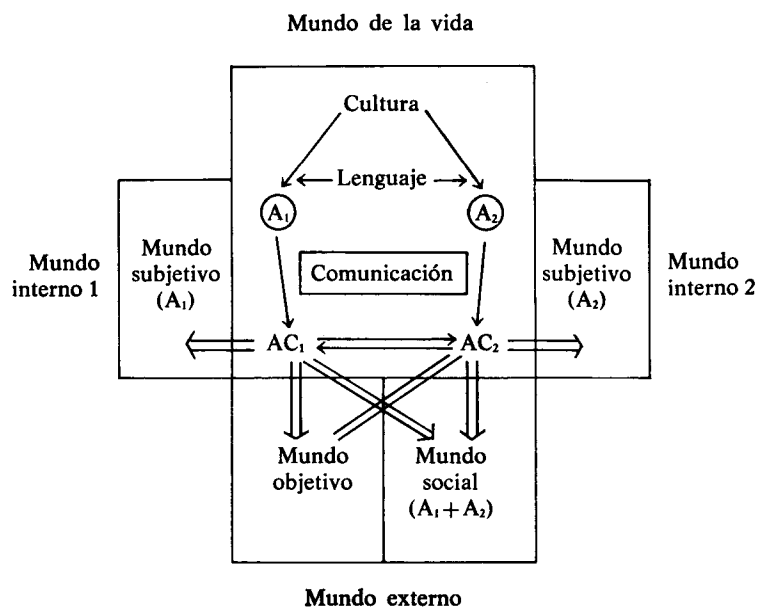 Mundo de la vida
Cultura
Lenguaje
A₁
A₂
Mundo
interno 1
Mundo
subjetivo
(A₁)
Comunicación
Mundo
subjetivo
(A₂)
Mundo
interno 2
AC₁
AC₂
Mundo
objetivo
Mundo
social
(A₁ + A₂)
Mundo externo